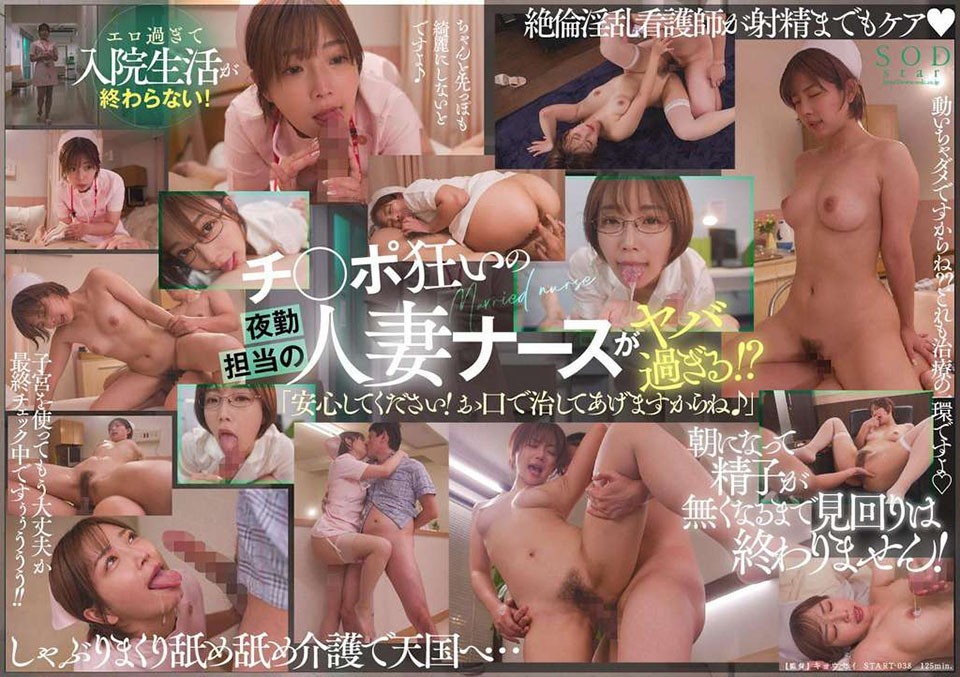 エロ過ぎて
入院生活が
終わらない!
ちゃんと先っぽも
綺麗にしないと
ですよ♪
絶倫淫乱看護師が射精までもケア♥
SOD
star
動いちゃダメですからね??これも治療の一環ですよ♡
チ○ポ狂いの
Married nurse
夜勤
担当の
人妻ナースが
ヤバ
過ぎる!?
「安心してください!お口で治してあげますからね♪」
子宮を使ってもう大丈夫か
最終チェック中ですぅぅぅぅぅ!!
朝になって
精子が
無くなるまで見回りは
終わりません!
しゃぶりまくり舐め舐め介護で天国へ…
START-038 125min.